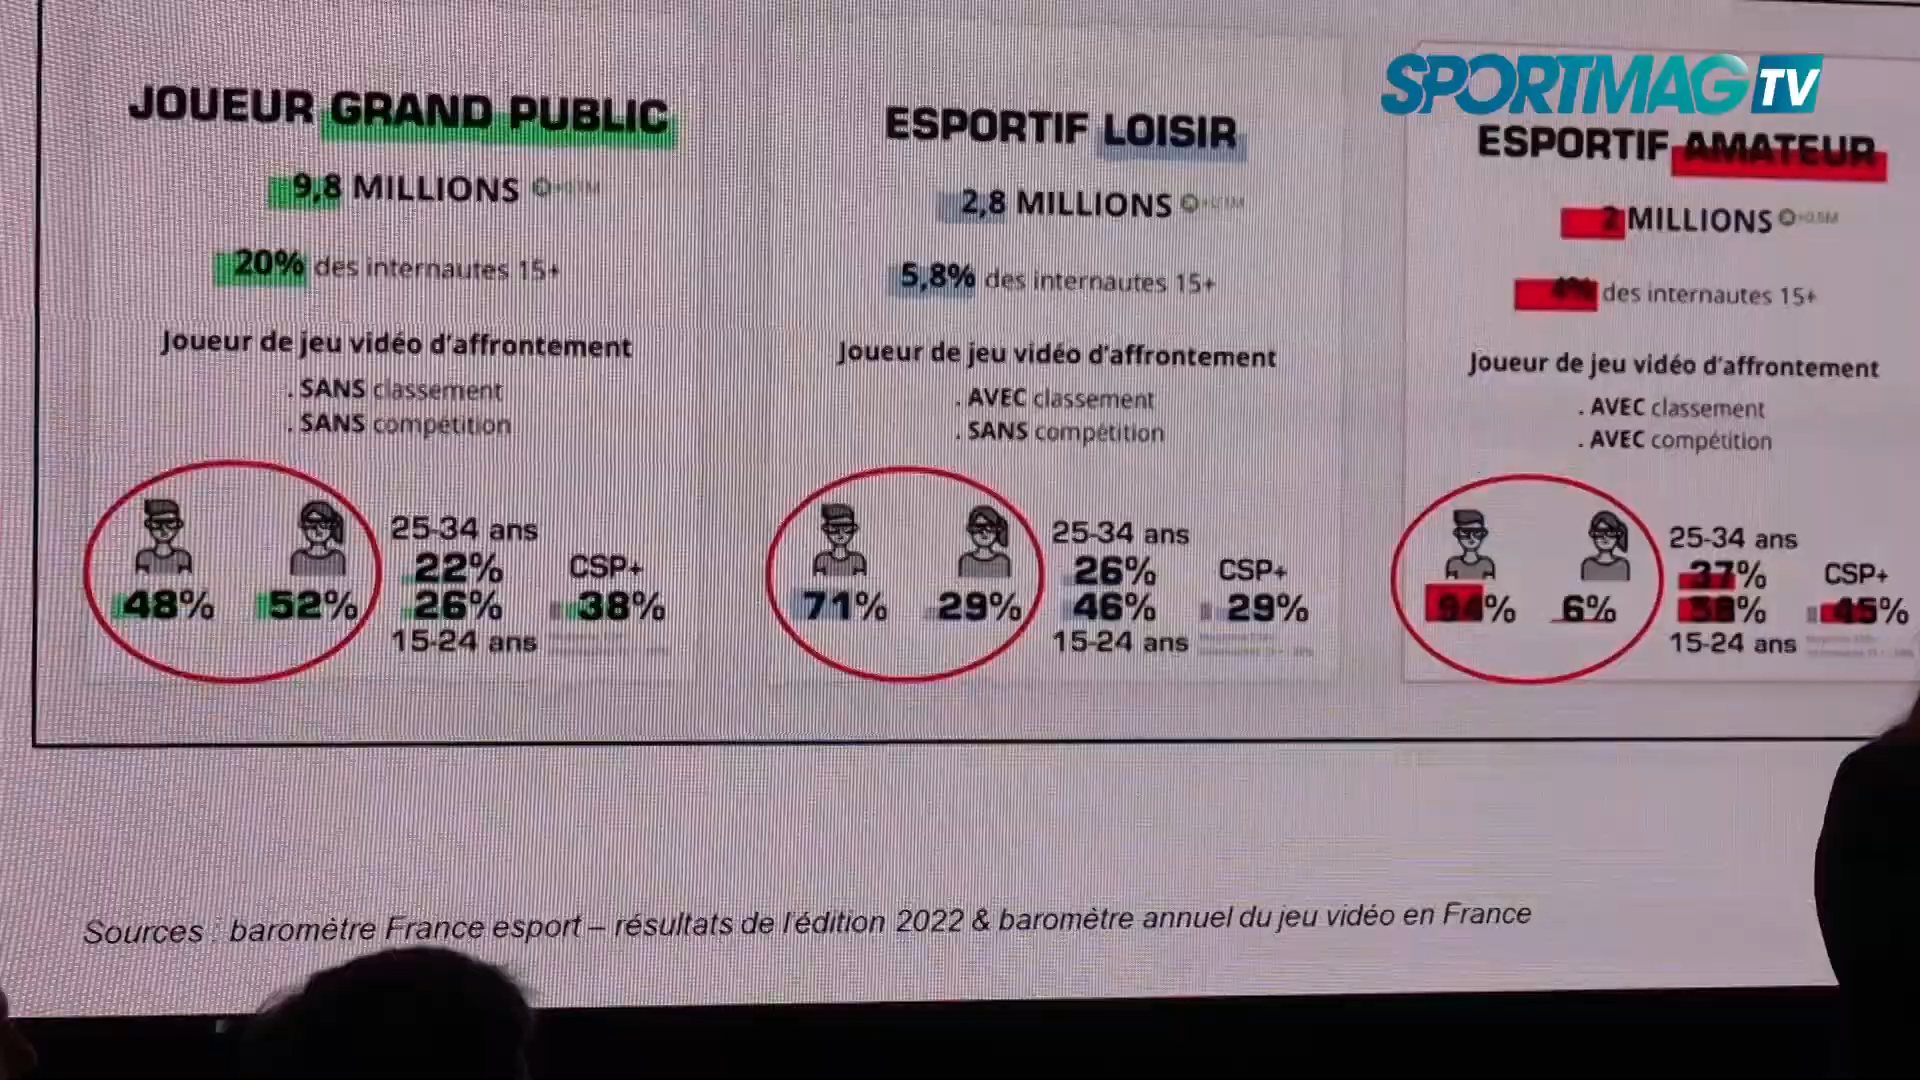 SPORTMAG TV
JOUEUR GRAND PUBLIC
9,8 MILLIONS
20% des internautes 15+
Joueur de jeu vidéo d'affrontement
. SANS classement
. SANS compétition
48% 52%
25-34 ans
22%
26%
15-24 ans
CSP+
38%
ESPORTIF LOISIR
2,8 MILLIONS
5,8% des internautes 15+
Joueur de jeu vidéo d'affrontement
. AVEC classement
. SANS compétition
71% 29%
25-34 ans
26%
46%
15-24 ans
CSP+
29%
ESPORTIF AMATEUR
2 MILLIONS
4% des internautes 15+
Joueur de jeu vidéo d'affrontement
. AVEC classement
. AVEC compétition
94% 6%
25-34 ans
37%
15-24 ans
CSP+
45%
Sources : baromètre France esport – résultats de l'édition 2022 & baromètre annuel du jeu vidéo en France